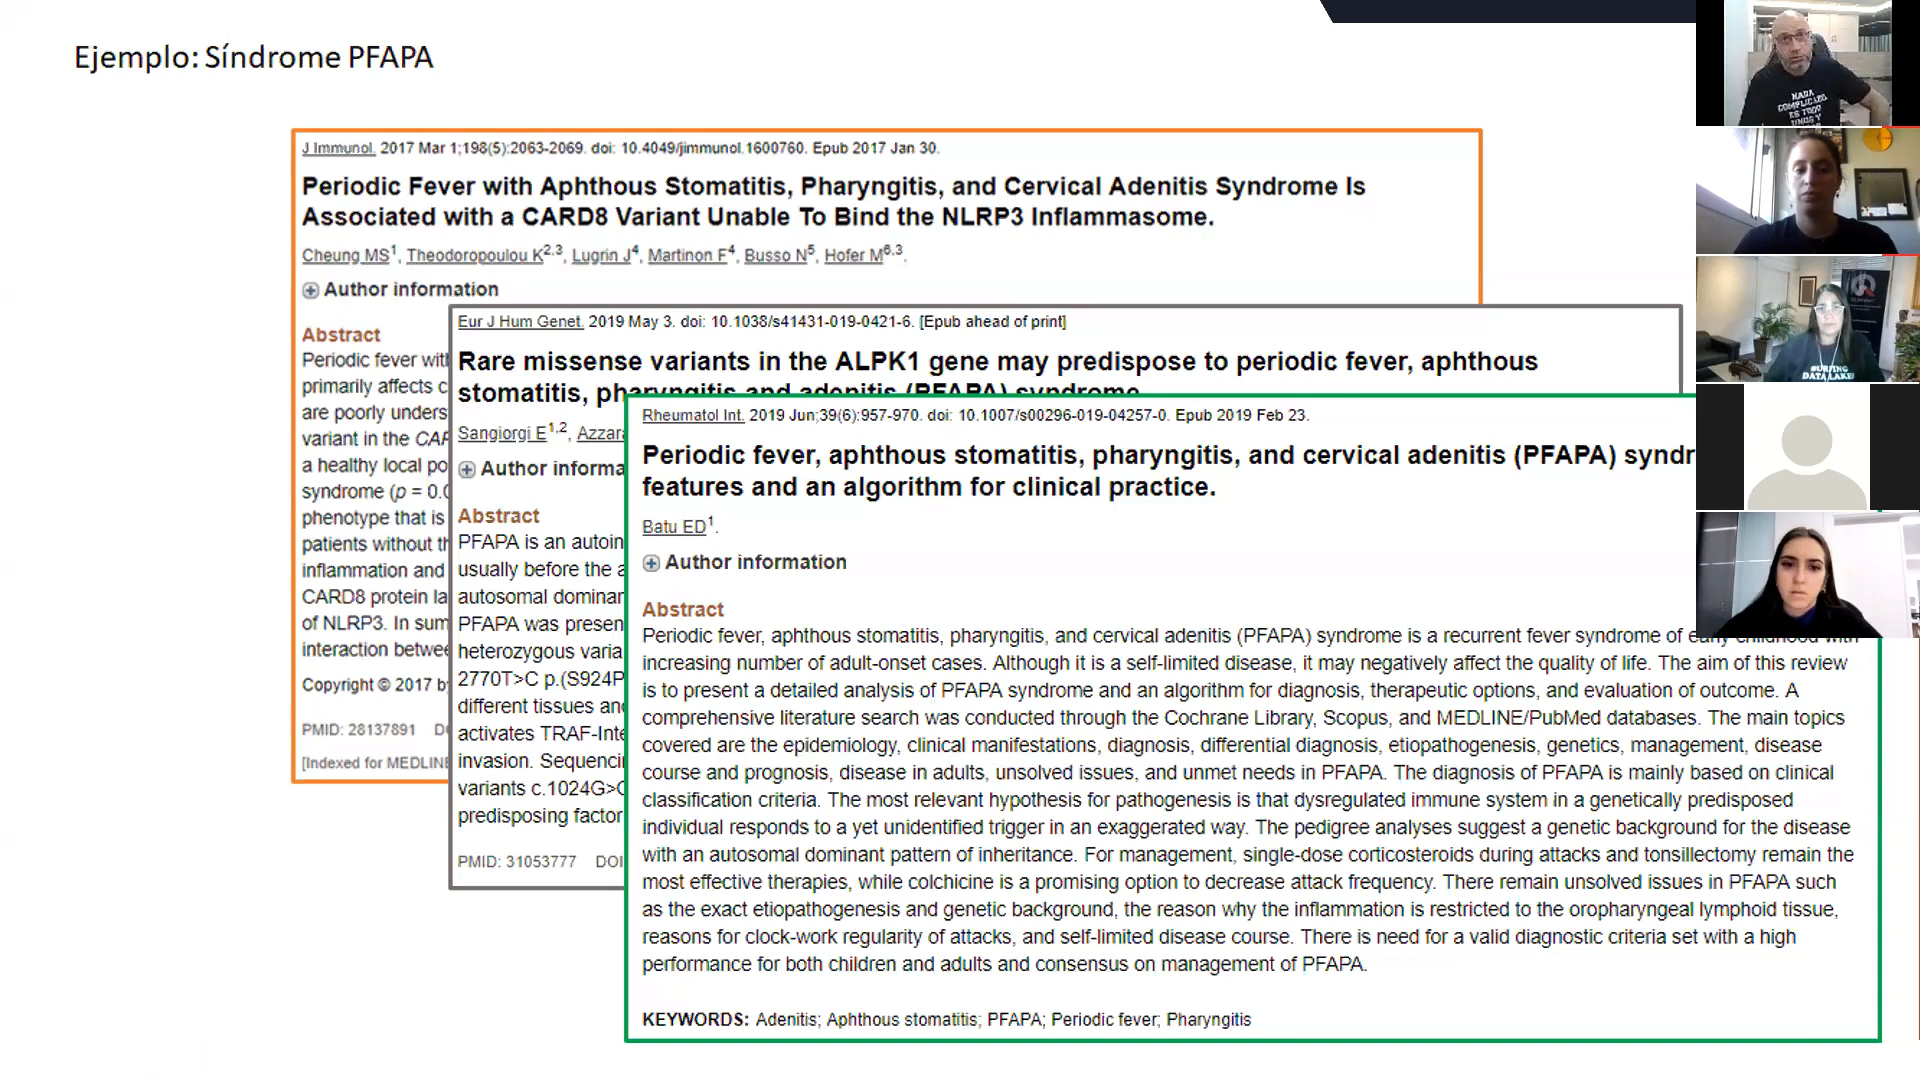 Ejemplo: Síndrome PFAPA
J Immunol. 2017 Mar 1;198(5):2063-2069. doi: 10.4049/jimmunol.1600760. Epub 2017 Jan 30.
Periodic Fever with Aphthous Stomatitis, Pharyngitis, and Cervical Adenitis Syndrome Is
Associated with a CARD8 Variant Unable To Bind the NLRP3 Inflammasome.
Cheung MS1, Theodoropoulou K2,3, Lugrin J4, Martinon F4, Busso N5, Hofer M6,3.
Author information
Abstract
Periodic fever with
primarily affects c
are poorly unders
variant in the CAR
a healthy local po
syndrome (p = 0.0
phenotype that is
patients without th
inflammation and
CARD8 protein la
of NLRP3. In sum
interaction betwee
Copyright © 2017 by
PMID: 28137891 DO
[Indexed for MEDLINE
Eur J Hum Genet. 2019 May 3. doi: 10.1038/s41431-019-0421-6. [Epub ahead of print]
Rare missense variants in the ALPK1 gene may predispose to periodic fever, aphthous
stomatitis, pharyngitis and adenitis (PFAPA) syndrome
Sangiorgi E1,2, Azzara
Author informa
Abstract
PFAPA is an autoin
usually before the a
autosomal dominan
PFAPA was presen
heterozygous varia
2770T>C p.(S924P
different tissues and
activates TRAF-Inte
invasion. Sequenci
variants c.1024G>C
predisposing factor
PMID: 31053777 DOI
Rheumatol Int. 2019 Jun;39(6):957-970. doi: 10.1007/s00296-019-04257-0. Epub 2019 Feb 23.
Periodic fever, aphthous stomatitis, pharyngitis, and cervical adenitis (PFAPA) syndr
features and an algorithm for clinical practice.
Batu ED1.
Author information
Abstract
Periodic fever, aphthous stomatitis, pharyngitis, and cervical adenitis (PFAPA) syndrome is a recurrent fever syndrome of early childhood with
increasing number of adult-onset cases. Although it is a self-limited disease, it may negatively affect the quality of life. The aim of this review
is to present a detailed analysis of PFAPA syndrome and an algorithm for diagnosis, therapeutic options, and evaluation of outcome. A
comprehensive literature search was conducted through the Cochrane Library, Scopus, and MEDLINE/PubMed databases. The main topics
covered are the epidemiology, clinical manifestations, diagnosis, differential diagnosis, etiopathogenesis, genetics, management, disease
course and prognosis, disease in adults, unsolved issues, and unmet needs in PFAPA. The diagnosis of PFAPA is mainly based on clinical
classification criteria. The most relevant hypothesis for pathogenesis is that dysregulated immune system in a genetically predisposed
individual responds to a yet unidentified trigger in an exaggerated way. The pedigree analyses suggest a genetic background for the disease
with an autosomal dominant pattern of inheritance. For management, single-dose corticosteroids during attacks and tonsillectomy remain the
most effective therapies, while colchicine is a promising option to decrease attack frequency. There remain unsolved issues in PFAPA such
as the exact etiopathogenesis and genetic background, the reason why the inflammation is restricted to the oropharyngeal lymphoid tissue,
reasons for clock-work regularity of attacks, and self-limited disease course. There is need for a valid diagnostic criteria set with a high
performance for both children and adults and consensus on management of PFAPA.
KEYWORDS: Adenitis; Aphthous stomatitis; PFAPA; Periodic fever; Pharyngitis
NADA
COMPLICADO,
ES TODO
UNOS Y
SURFING
DATA LAKES